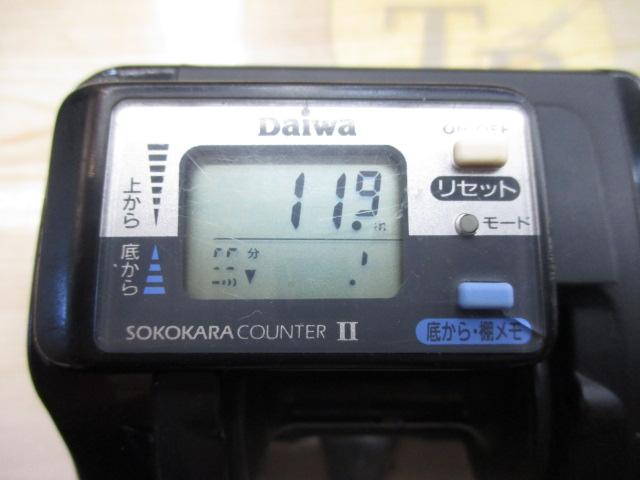 Daiwa
ON/OFF
リセット
モード
上から
底から
11.9
m
分
SOKOKARA COUNTER II
底から・棚メモ